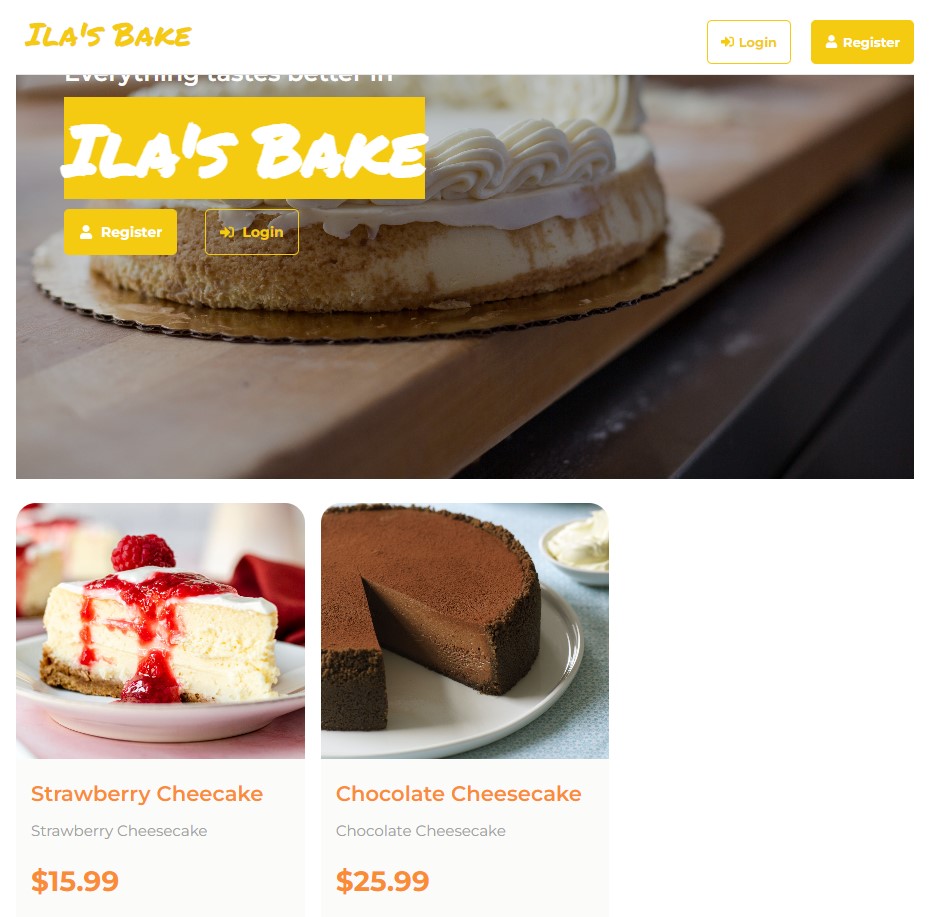 Ila's Bake
Login
Register
Everything tastes better in
Ila's Bake
Register
Login
Strawberry Cheecake
Chocolate Cheesecake
Strawberry Cheesecake
Chocolate Cheesecake
$15.99
$25.99